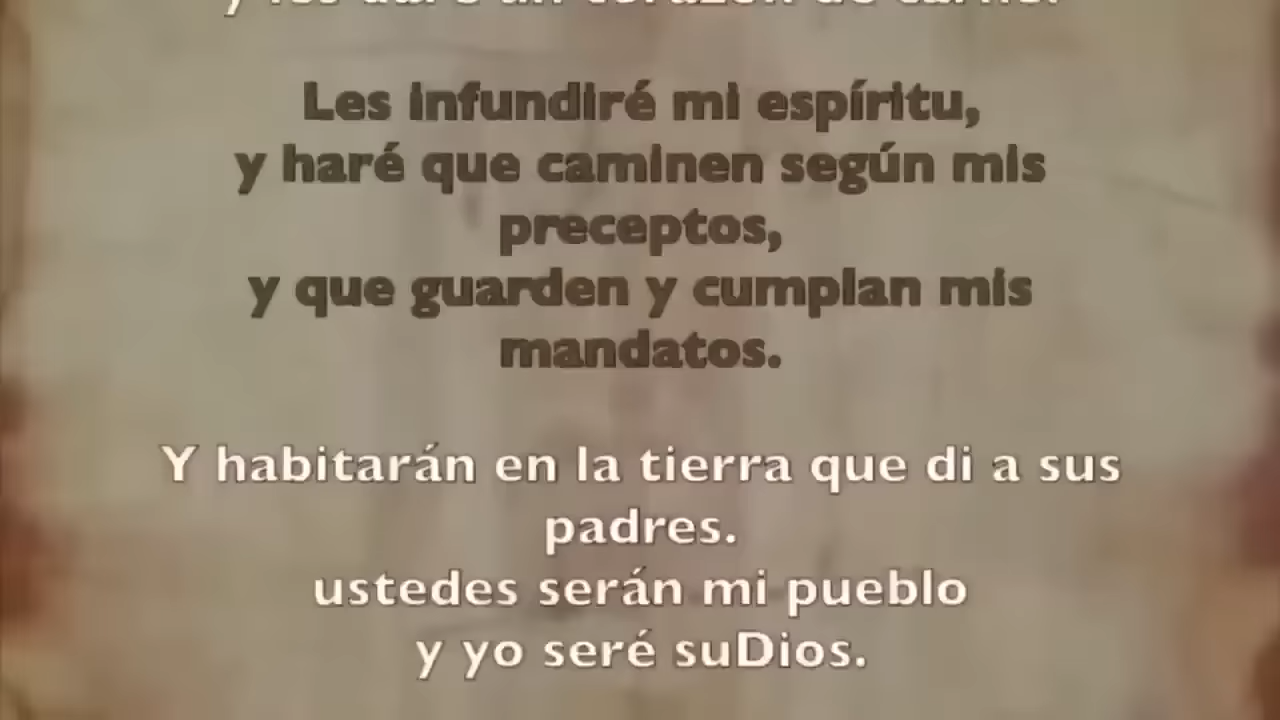 Les infundiré mi espíritu,
y haré que caminen según mis
preceptos,
y que guarden y cumplan mis
mandatos.
Y habitarán en la tierra que di a sus
padres.
ustedes serán mi pueblo
y yo seré suDios.